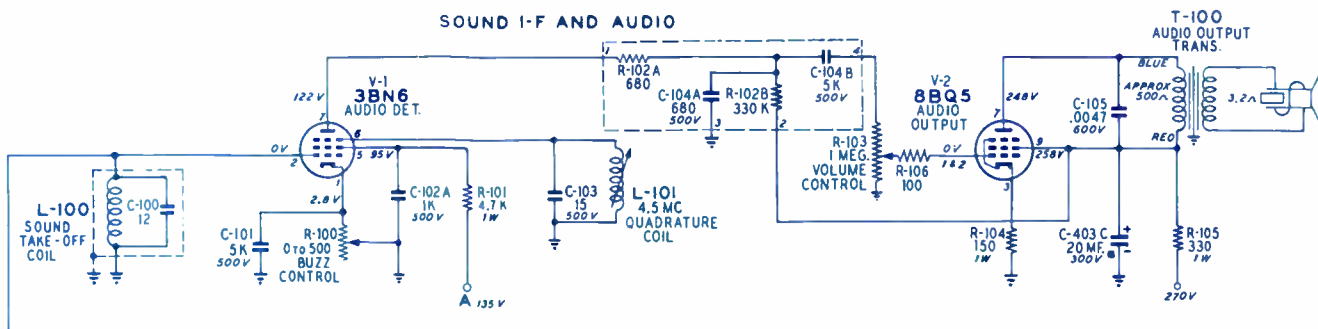 SOUND I-F AND AUDIO
T-100
AUDIO OUTPUT
TRANS.
V-1
3BN6
AUDIO DET.
122V
7
1
R-102A
680
C-104A
680
500V
3
R-102B
330 K
2
4
C-104B
5K
500V
V-2
8BQ5
AUDIO
OUTPUT
248V
7
BLUE
APPROX
500Ω
RED
3.2Ω
C-105
.0047
600V
0V
2
6
5
95V
1
2.8V
L-100
SOUND
TAKE-OFF
COIL
C-100
12
C-101
5K
500V
R-100
0 to 500
BUZZ
CONTROL
C-102A
1K
500V
R-101
4.7K
1W
A 135V
C-103
15
500V
L-101
4.5 MC
QUADRATURE
COIL
R-103
1 MEG.
VOLUME
CONTROL
R-106
100
0V
1&2
9
258V
3
R-104
150
1W
C-403 C
20 MF.
300V
+
-
R-105
330
1W
270V